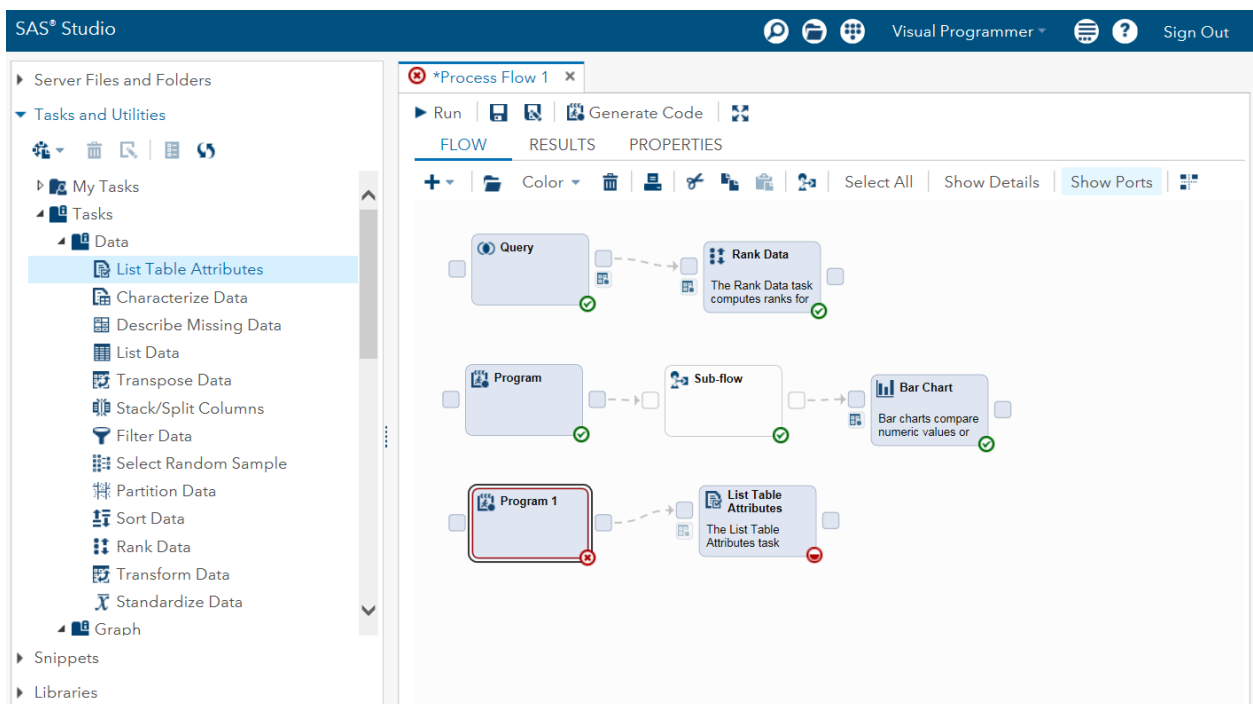 SAS® Studio
Visual Programmer
Sign Out
Server Files and Folders
Tasks and Utilities
My Tasks
Tasks
Data
List Table Attributes
Characterize Data
Describe Missing Data
List Data
Transpose Data
Stack/Split Columns
Filter Data
Select Random Sample
Partition Data
Sort Data
Rank Data
Transform Data
Standardize Data
Graph
Snippets
Libraries
*Process Flow 1
Run
Generate Code
FLOW RESULTS PROPERTIES
Color Select All Show Details Show Ports
Query
Rank Data
The Rank Data task
computes ranks for
Program
Sub-flow
Bar Chart
Bar charts compare
numeric values or
Program 1
List Table
Attributes
The List Table
Attributes task